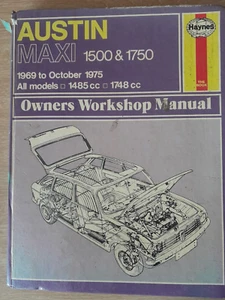 AUSTIN
Haynes
MAXI 1500 & 1750
1969 to October 1975
All models □ 1485 cc □ 1748 cc
Owners Workshop Manual